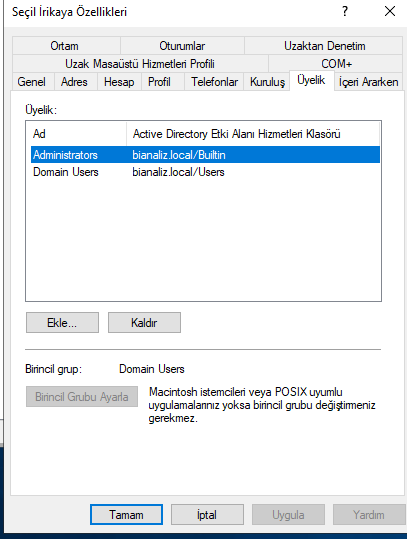 Seçil İrikaya Özellikleri
?
Ortam
Oturumlar
Uzaktan Denetim
Uzak Masaüstü Hizmetleri Profili
COM+
Genel
Adres
Hesap
Profil
Telefonlar
Kuruluş
Üyelik
İçeri Ararken
Üyelik:
Ad
Active Directory Etki Alanı Hizmetleri Klasörü
Administrators
bianaliz.local/Builtin
Domain Users
bianaliz.local/Users
Ekle...
Kaldır
Birincil grup:
Domain Users
Birincil Grubu Ayarla
Macintosh istemcileri veya POSIX uyumlu
uygulamalarınız yoksa birincil grubu değiştirmeniz
gerekmez.
Tamam
İptal
Uygula
Yardım